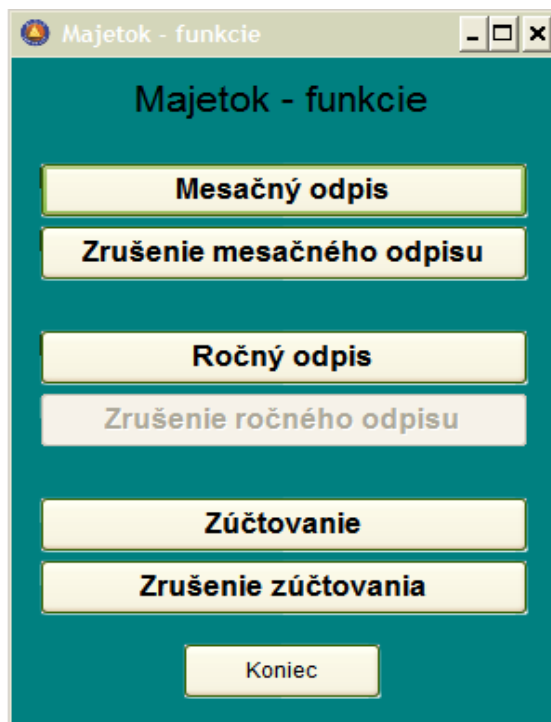 Majetok - funkcie
Majetok - funkcie
Mesačný odpis
Zrušenie mesačného odpisu
Ročný odpis
Zrušenie ročného odpisu
Zúčtovanie
Zrušenie zúčtovania
Koniec